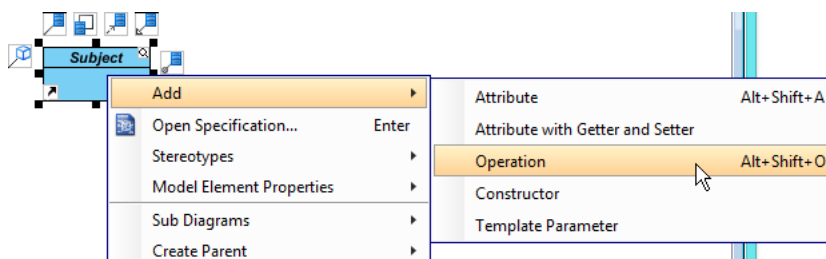 Subject
Add
Open Specification... Enter
Stereotypes
Model Element Properties
Sub Diagrams
Create Parent
Attribute Alt+Shift+A
Attribute with Getter and Setter
Operation Alt+Shift+O
Constructor
Template Parameter